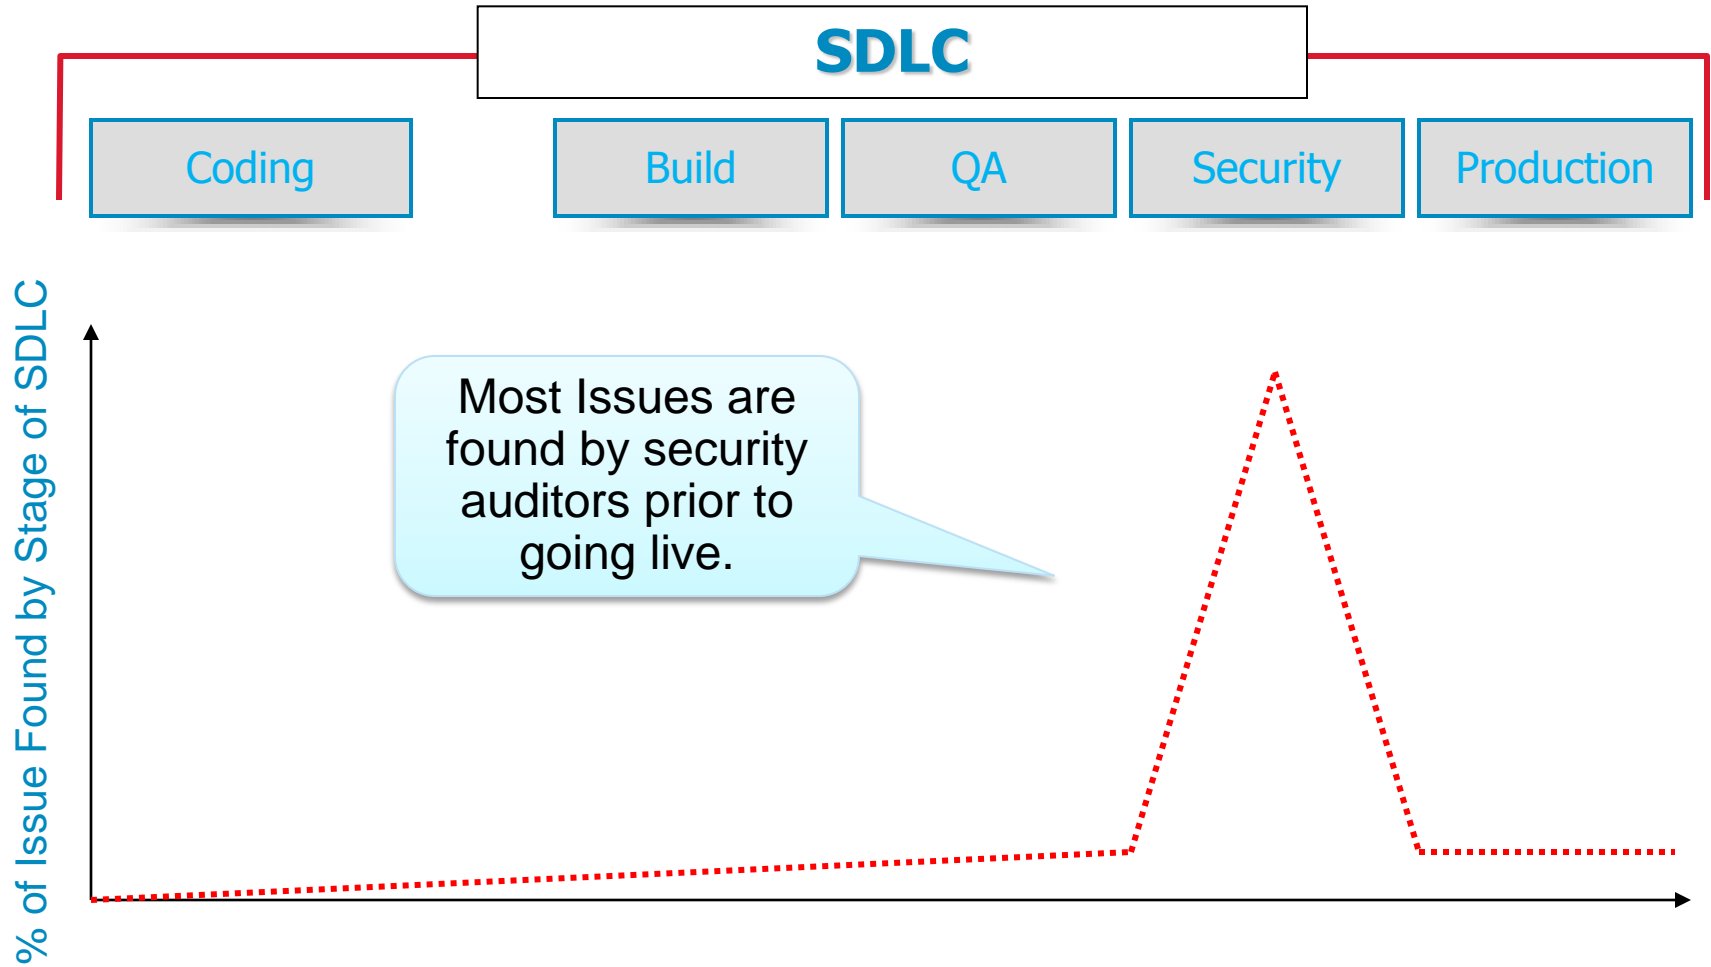 SDLC
Coding
Build
QA
Security
Production
% of Issue Found by Stage of SDLC
Most Issues are
found by security
auditors prior to
going live.